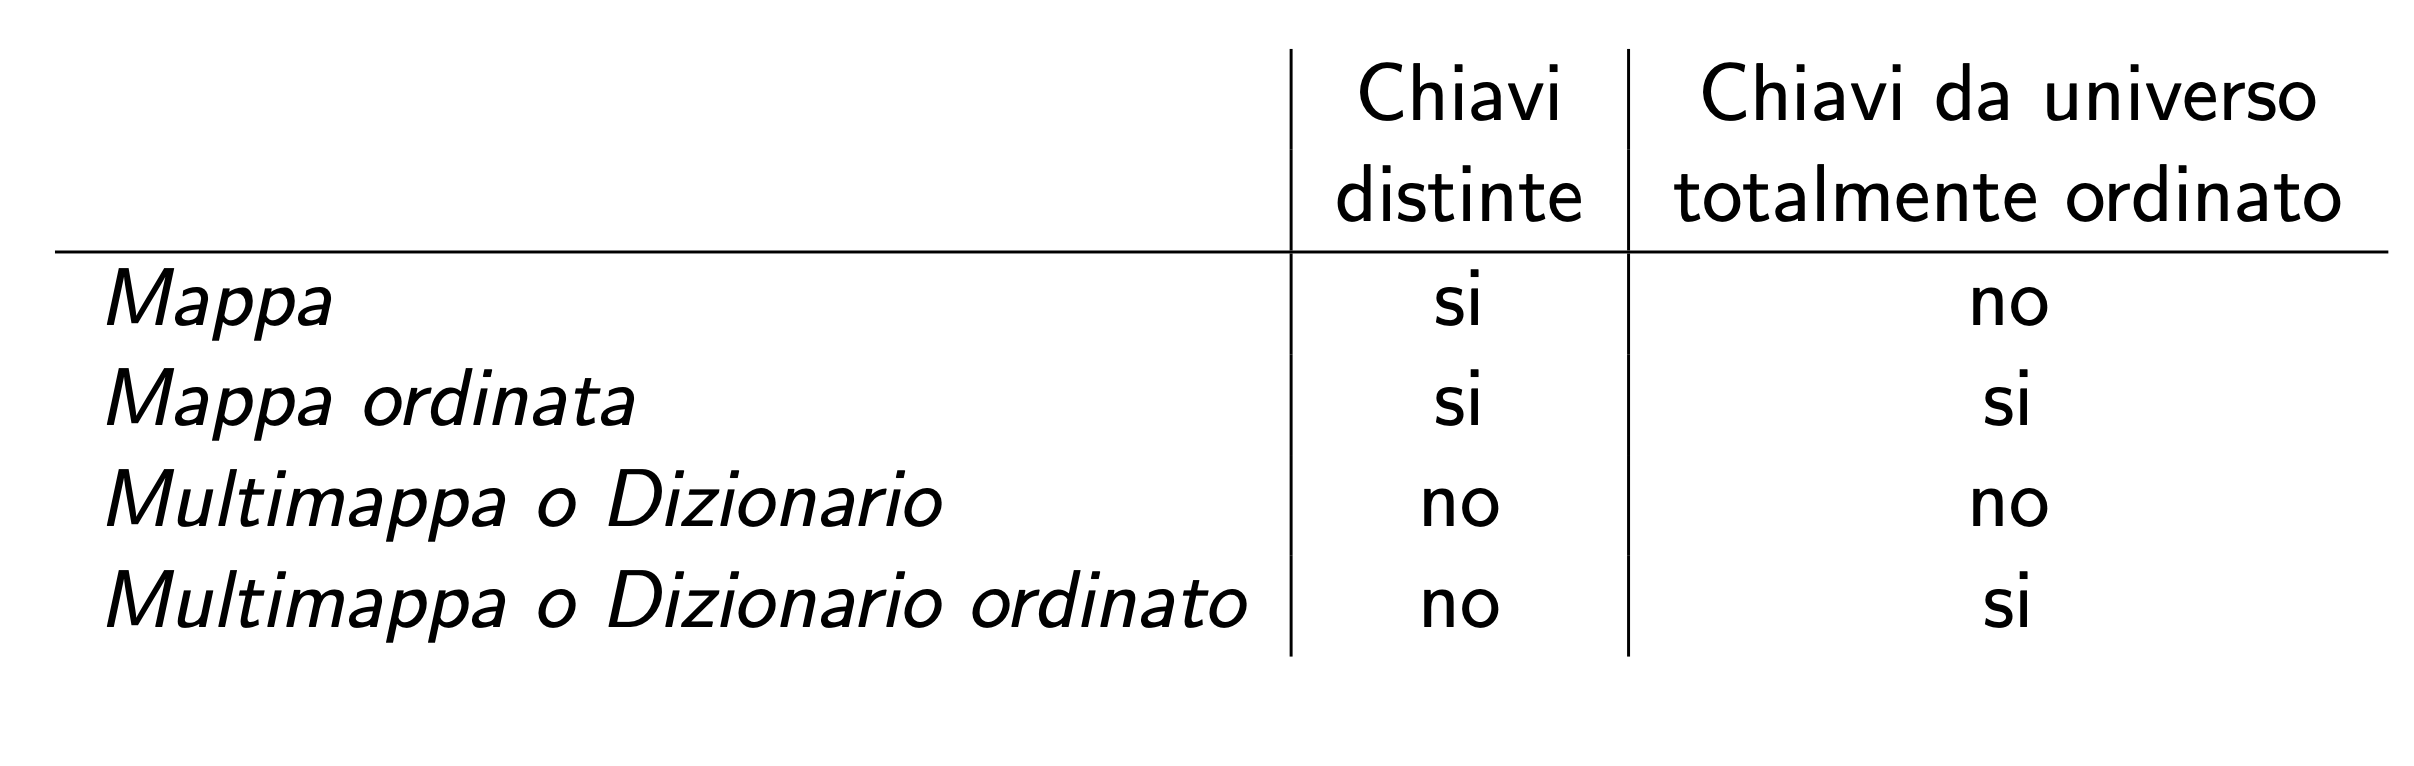 Chiavi Chiavi da universo
distinte totalmente ordinato
Mappa si no
Mappa ordinata si si
Multimappa o Dizionario no no
Multimappa o Dizionario ordinato no si